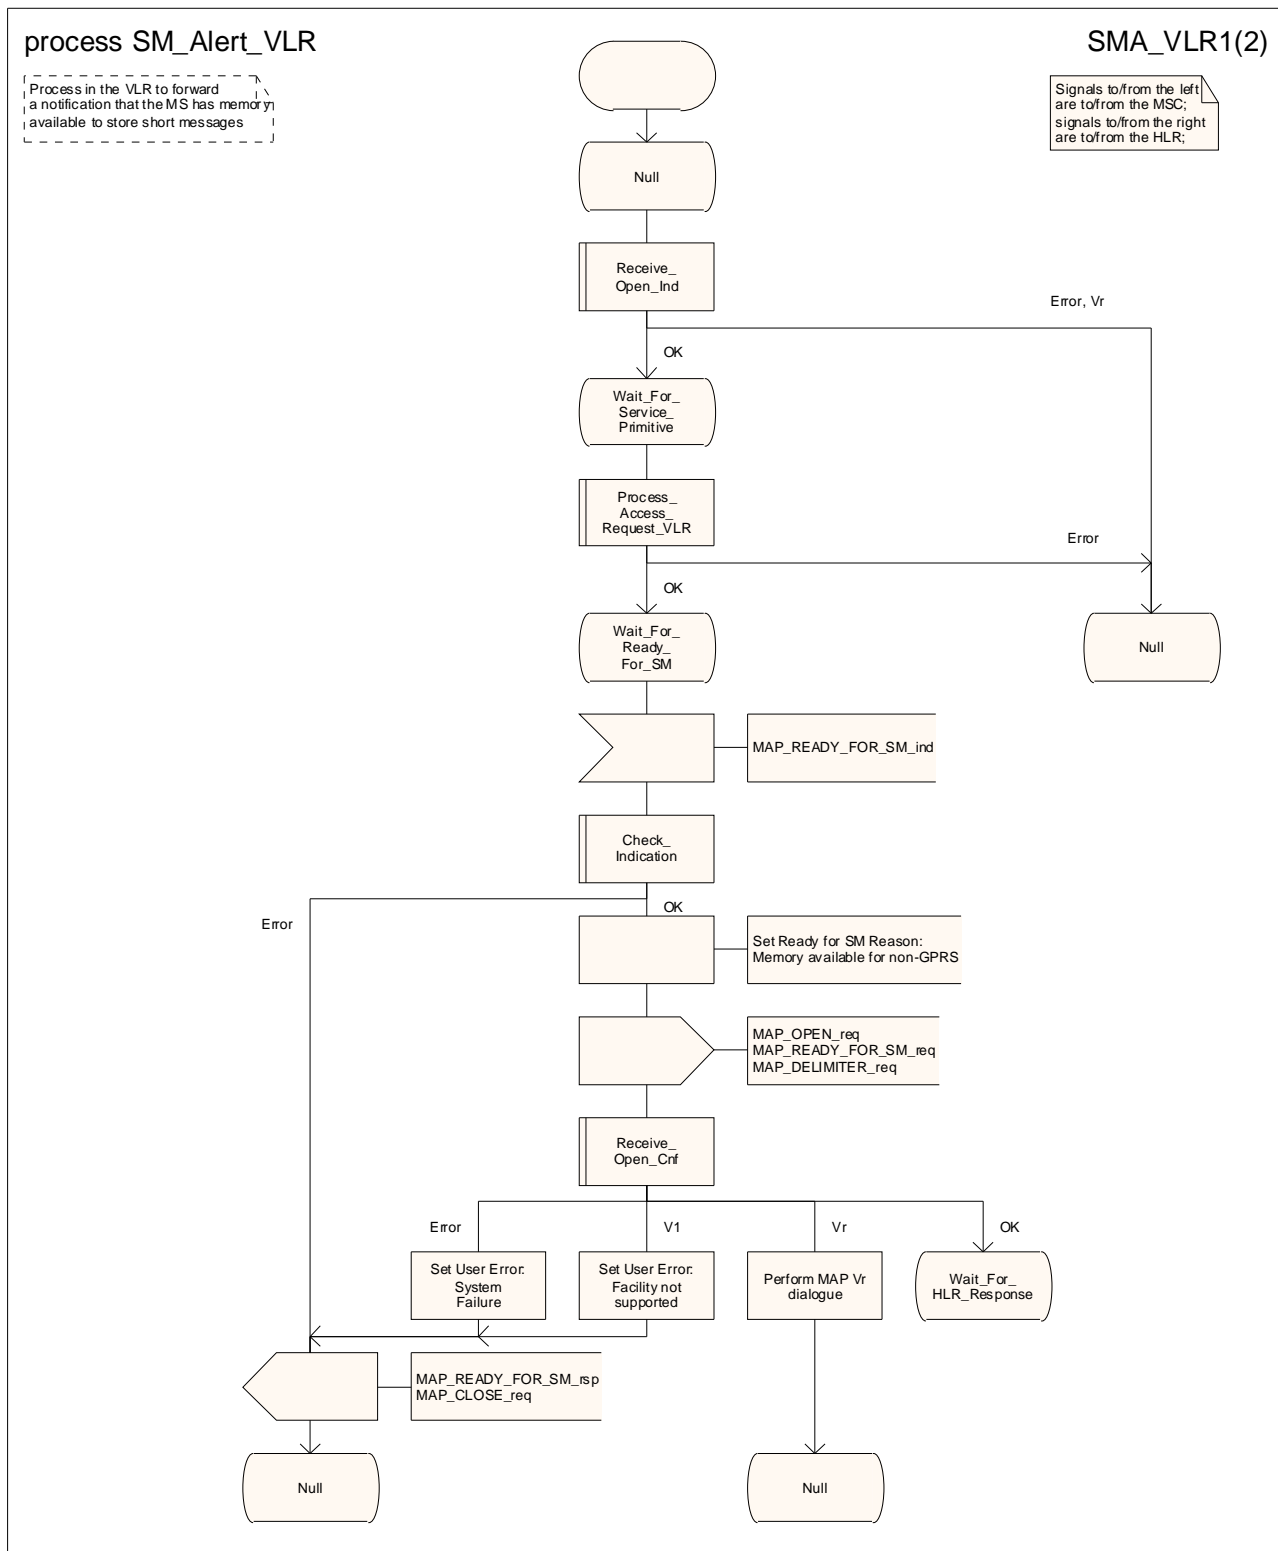 process SM_Alert_VLR
SMA_VLR1(2)
Process in the VLR to forward
a notification that the MS has memory
available to store short messages
Signals to/from the left
are to/from the MSC;
signals to/from the right
are to/from the HLR;
Null
Receive_
Open_Ind
Error, Vr
OK
Wait_For_
Service_
Primitive
Process_
Access_
Request_VLR
Error
OK
Wait_For_
Ready_
For_SM
Null
MAP_READY_FOR_SM_ind
Check_
Indication
Error
OK
Set Ready for SM Reason:
Memory available for non-GPRS
MAP_OPEN_req
MAP_READY_FOR_SM_req
MAP_DELIMITER_req
Receive_
Open_Cnf
Error
V1
Vr
OK
Set User Error:
System
Failure
Set User Error:
Facility not
supported
Perform MAP Vr
dialogue
Wait_For_
HLR_Response
MAP_READY_FOR_SM_rsp
MAP_CLOSE_req
Null
Null